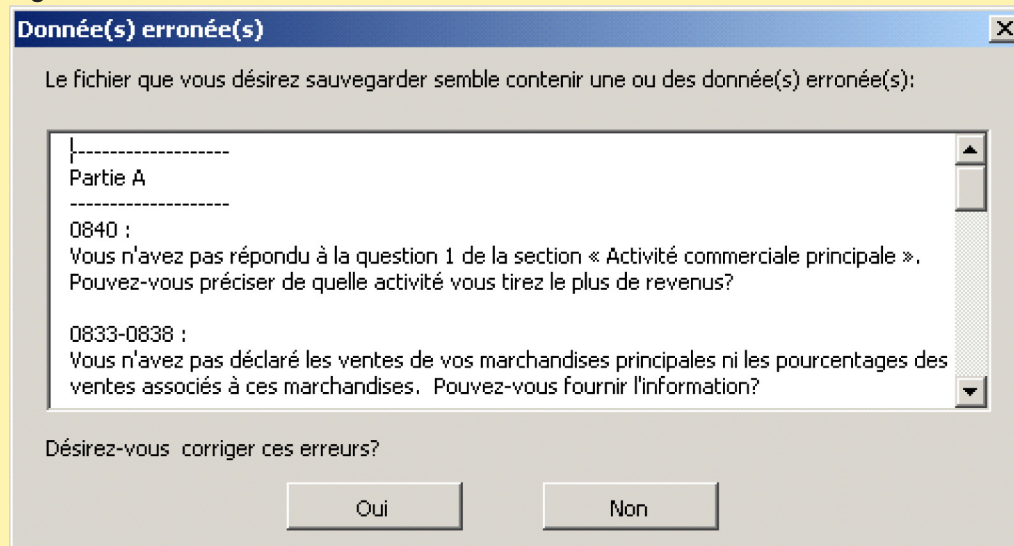 Donnée(s) erronée(s)
Le fichier que vous désirez sauvegarder semble contenir une ou des donnée(s) erronée(s):
--------------------
Partie A
--------------------
0840 :
Vous n'avez pas répondu à la question 1 de la section « Activité commerciale principale ».
Pouvez-vous préciser de quelle activité vous tirez le plus de revenus?
0833-0838 :
Vous n'avez pas déclaré les ventes de vos marchandises principales ni les pourcentages des
ventes associés à ces marchandises.  Pouvez-vous fournir l'information?
Désirez-vous  corriger ces erreurs?
Oui
Non